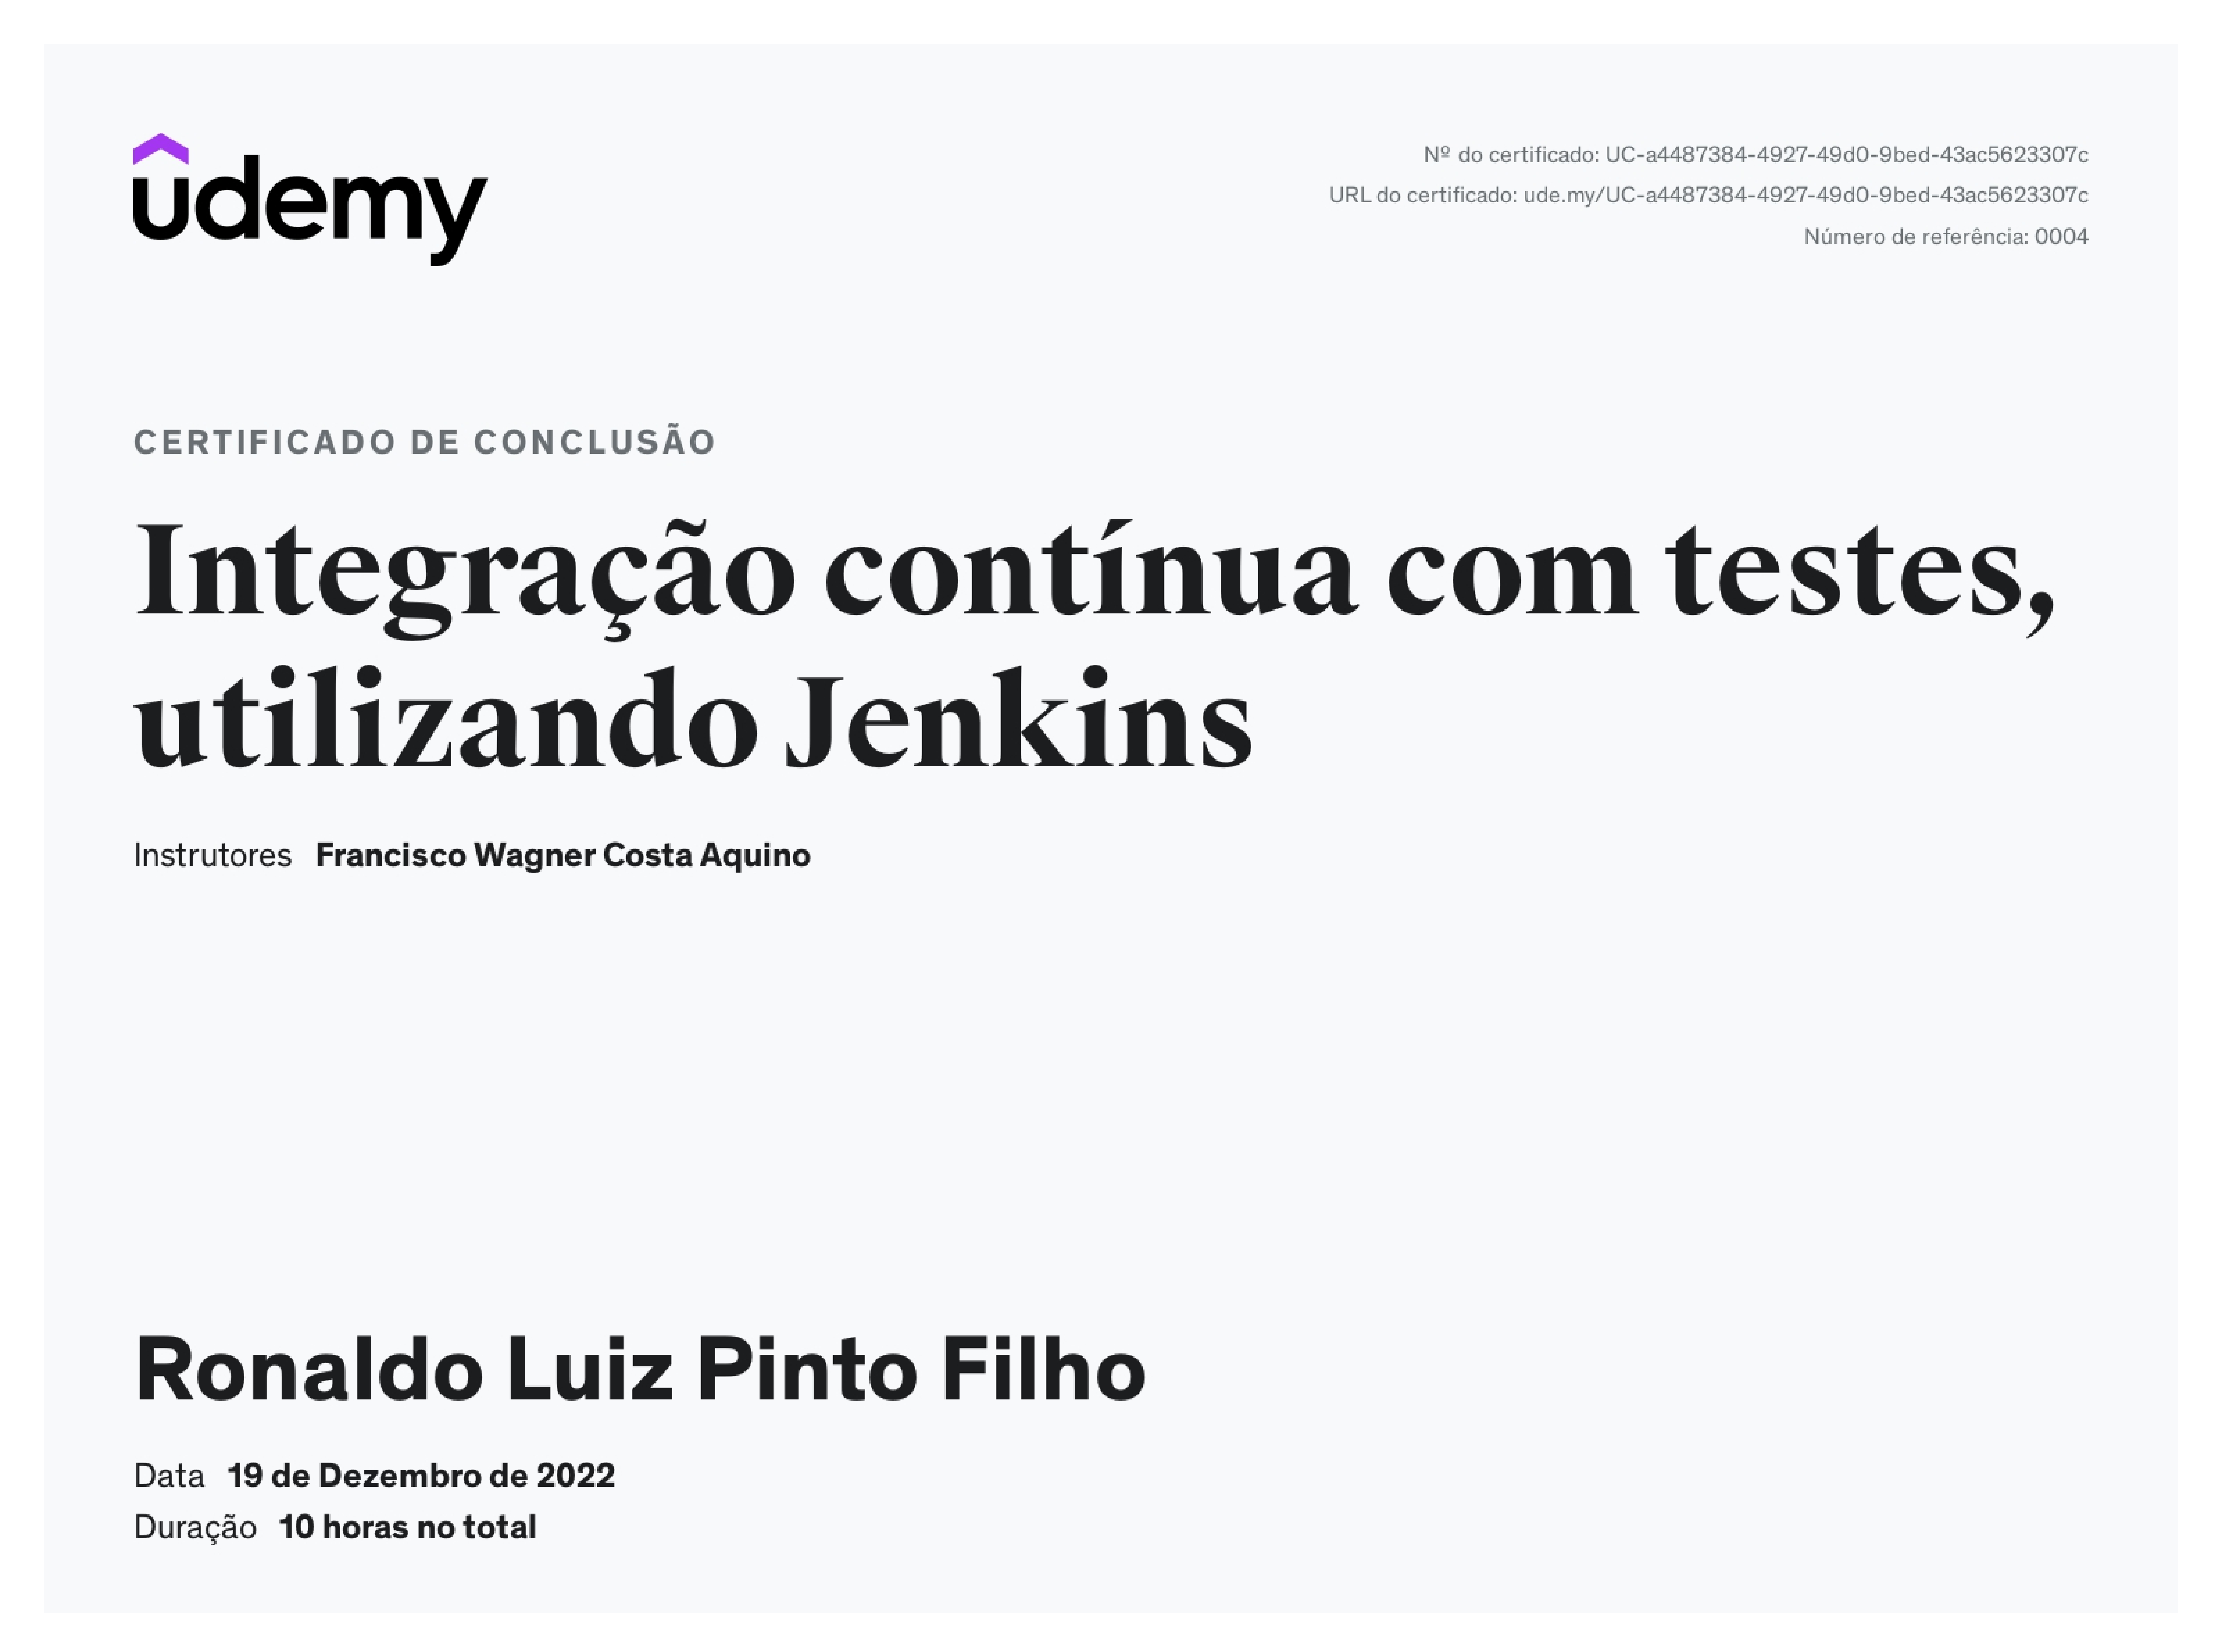 udemy
Nº do certificado: UC-a4487384-4927-49d0-9bed-43ac5623307c
URL do certificado: ude.my/UC-a4487384-4927-49d0-9bed-43ac5623307c
Número de referência: 0004
CERTIFICADO DE CONCLUSÃO
Integração contínua com testes,
utilizando Jenkins
Instrutores Francisco Wagner Costa Aquino
Ronaldo Luiz Pinto Filho
Data 19 de Dezembro de 2022
Duração 10 horas no total